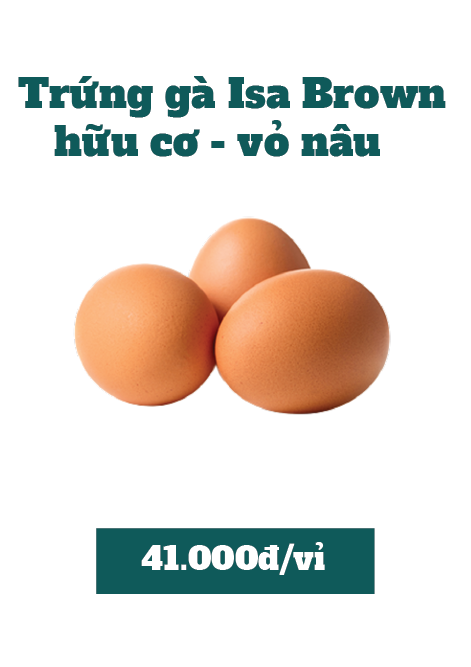 Trứng gà Isa Brown
hữu cơ - vỏ nâu
41.000đ/vỉ